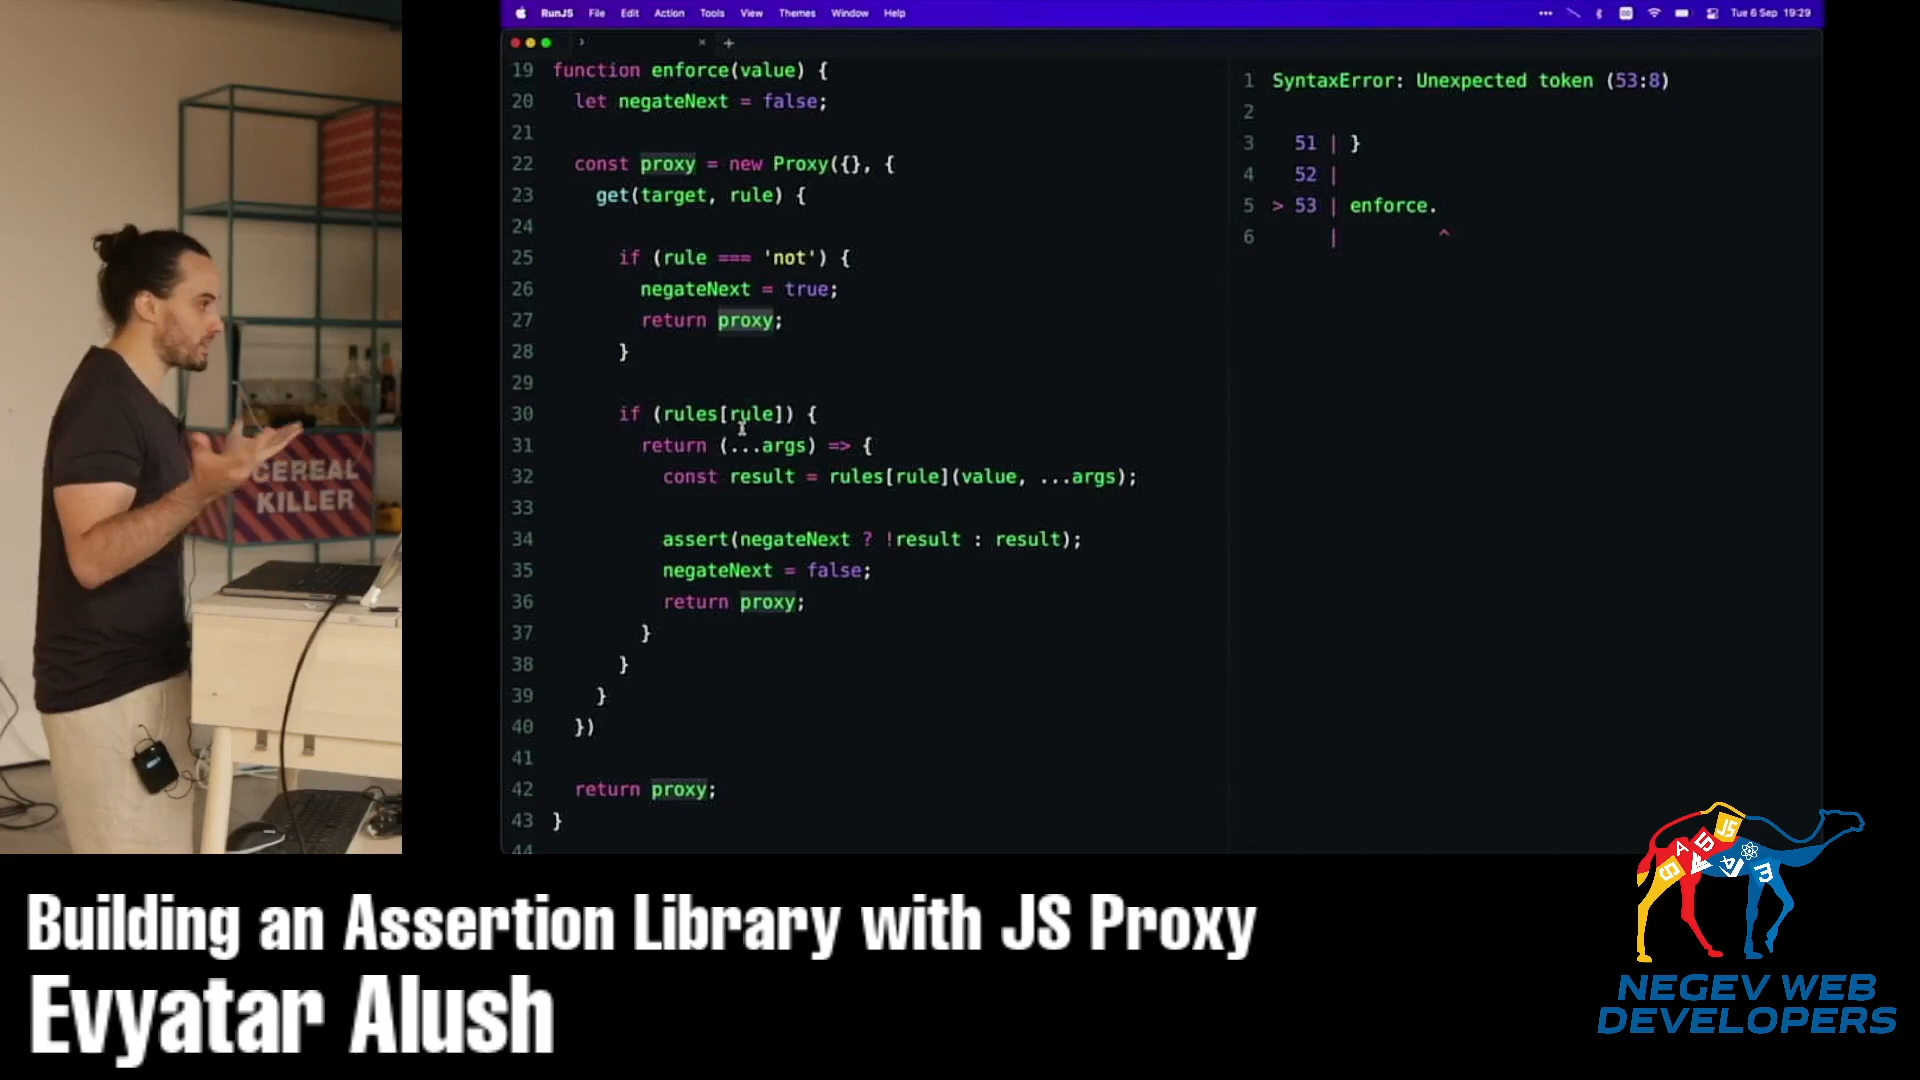 RunJS File Edit Action Tools View Themes Window Help
Tue 6 Sep 19:29
19 function enforce(value) {
20 let negateNext = false;
21
22 const proxy = new Proxy({}, {
23 get(target, rule) {
24
25 if (rule === 'not') {
26 negateNext = true;
27 return proxy;
28 }
29
30 if (rules[rule]) {
31 return (...args) => {
32 const result = rules[rule](value, ...args);
33
34 assert(negateNext ? !result : result);
35 negateNext = false;
36 return proxy;
37 }
38 }
39 }
40 })
41
42 return proxy;
43 }
44
1 SyntaxError: Unexpected token (53:8)
2
3 51 | }
4 52 |
5 > 53 | enforce.
6 | ^
CEREAL
KILLER
Building an Assertion Library with JS Proxy
Evyatar Alush
JS
NEGEV WEB
DEVELOPERS